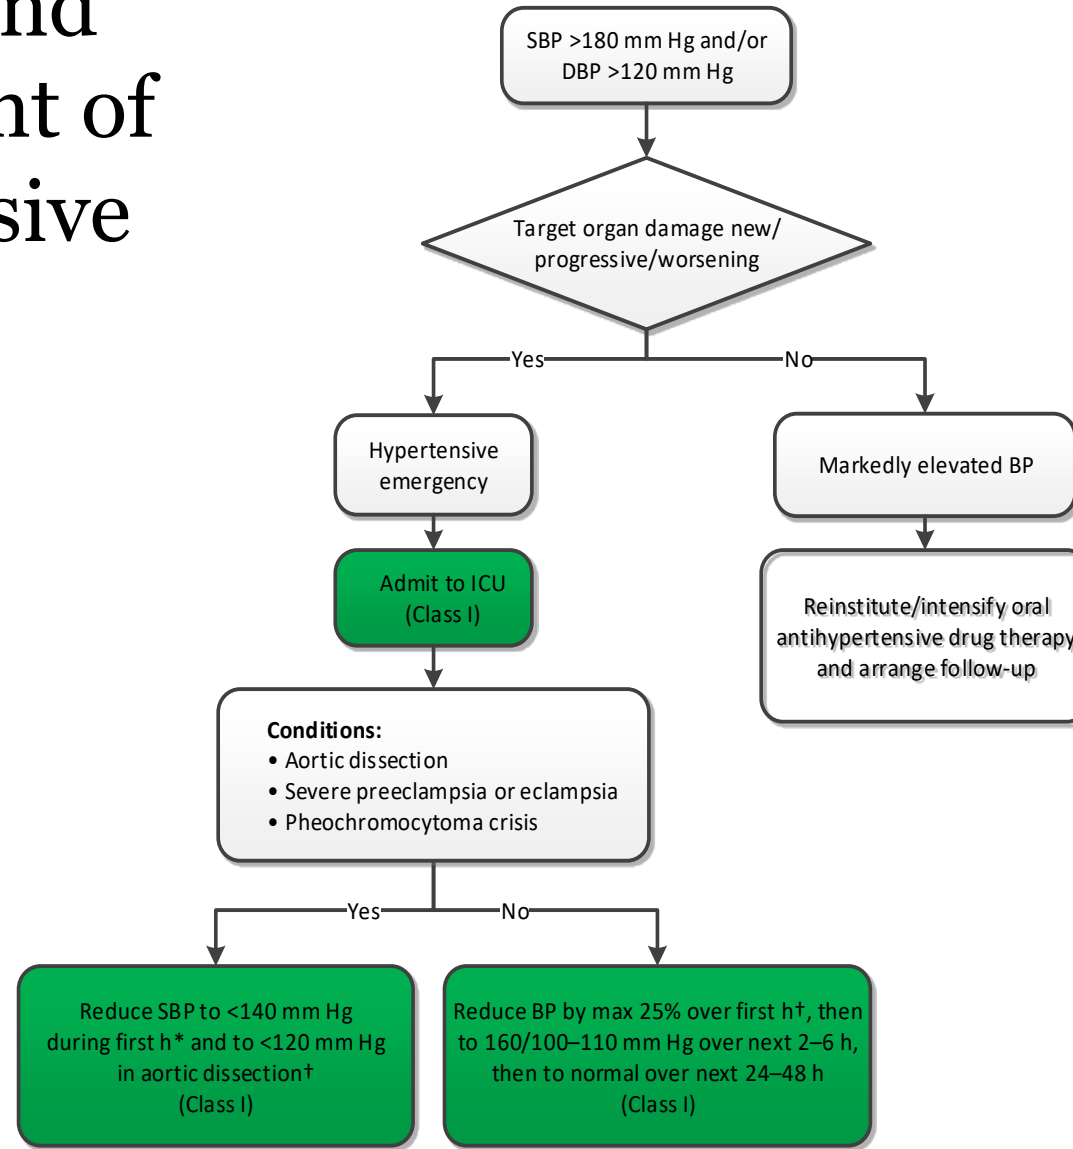 nd
nt of
sive
SBP >180 mm Hg and/or
DBP >120 mm Hg
Target organ damage new/
progressive/worsening
Yes
No
Hypertensive
emergency
Markedly elevated BP
Admit to ICU
(Class I)
Reinstitute/intensify oral
antihypertensive drug therapy
and arrange follow-up
Conditions:
• Aortic dissection
• Severe preeclampsia or eclampsia
• Pheochromocytoma crisis
Yes
No
Reduce SBP to <140 mm Hg
during first h* and to <120 mm Hg
in aortic dissection†
(Class I)
Reduce BP by max 25% over first h†, then
to 160/100–110 mm Hg over next 2–6 h,
then to normal over next 24–48 h
(Class I)